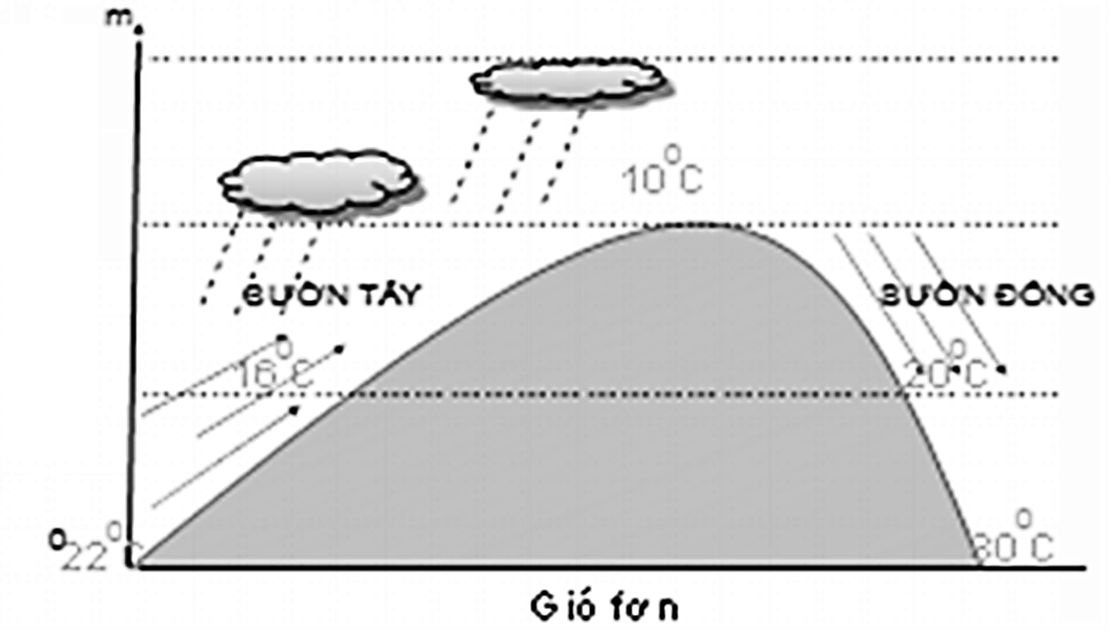 m
10°C
SƯỜN TÂY
SƯỜN ĐÔNG
16°C
20°C
0
22°C
30°C
Gió fơn